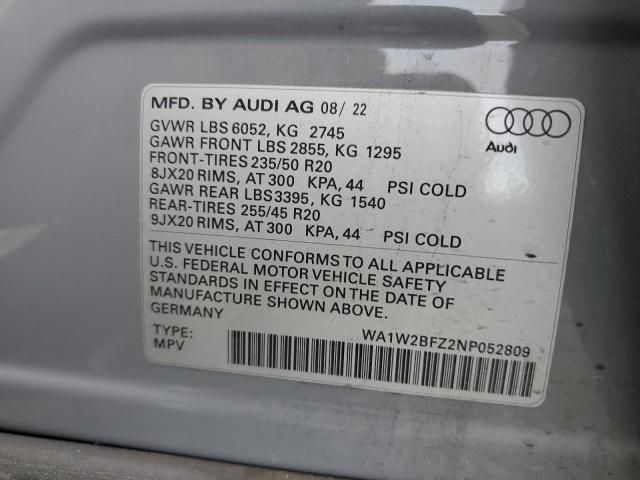 MFD. BY AUDI AG 08/ 22
GVWR LBS 6052, KG 2745
GAWR FRONT LBS 2855, KG 1295
FRONT-TIRES 235/50 R20
8JX20 RIMS, AT 300 KPA, 44 PSI COLD
GAWR REAR LBS3395, KG 1540
REAR-TIRES 255/45 R20
9JX20 RIMS, AT 300 KPA, 44 PSI COLD
THIS VEHICLE CONFORMS TO ALL APPLICABLE
U.S. FEDERAL MOTOR VEHICLE SAFETY
STANDARDS IN EFFECT ON THE DATE OF
MANUFACTURE SHOWN ABOVE.
GERMANY
TYPE:
MPV
WA1W2BFZ2NP052809
Audi